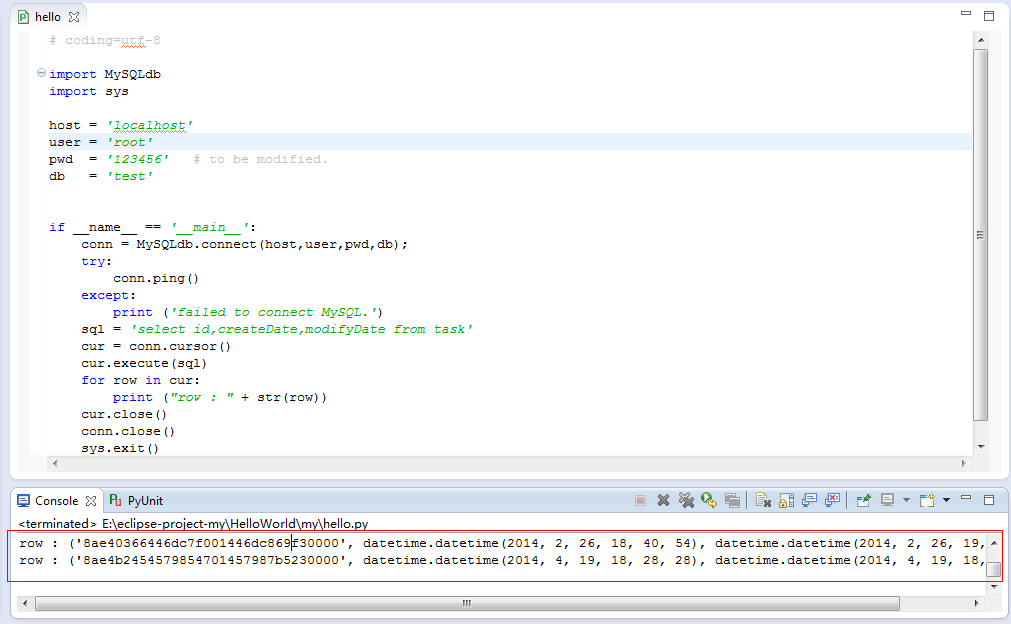 hello
# coding=utf-8
import MySQLdb
import sys
host = 'localhost'
user = 'root'
pwd  = '123456'   # to be modified.
db   = 'test'
if __name__ == '__main__':
    conn = MySQLdb.connect(host,user,pwd,db);
    try:
        conn.ping()
    except:
        print ('failed to connect MySQL.')
    sql = 'select id,createDate,modifyDate from task'
    cur = conn.cursor()
    cur.execute(sql)
    for row in cur:
        print ("row : " + str(row))
    cur.close()
    conn.close()
    sys.exit()
Console PyUnit
<terminated> E:\eclipse-project-my\HelloWorld\my\hello.py
row : ('8ae40366446dc7f001446dc869f30000', datetime.datetime(2014, 2, 26, 18, 40, 54), datetime.datetime(2014, 2, 26, 19,
row : ('8ae4b2454579854701457987b5230000', datetime.datetime(2014, 4, 19, 18, 28, 28), datetime.datetime(2014, 4, 19, 18,